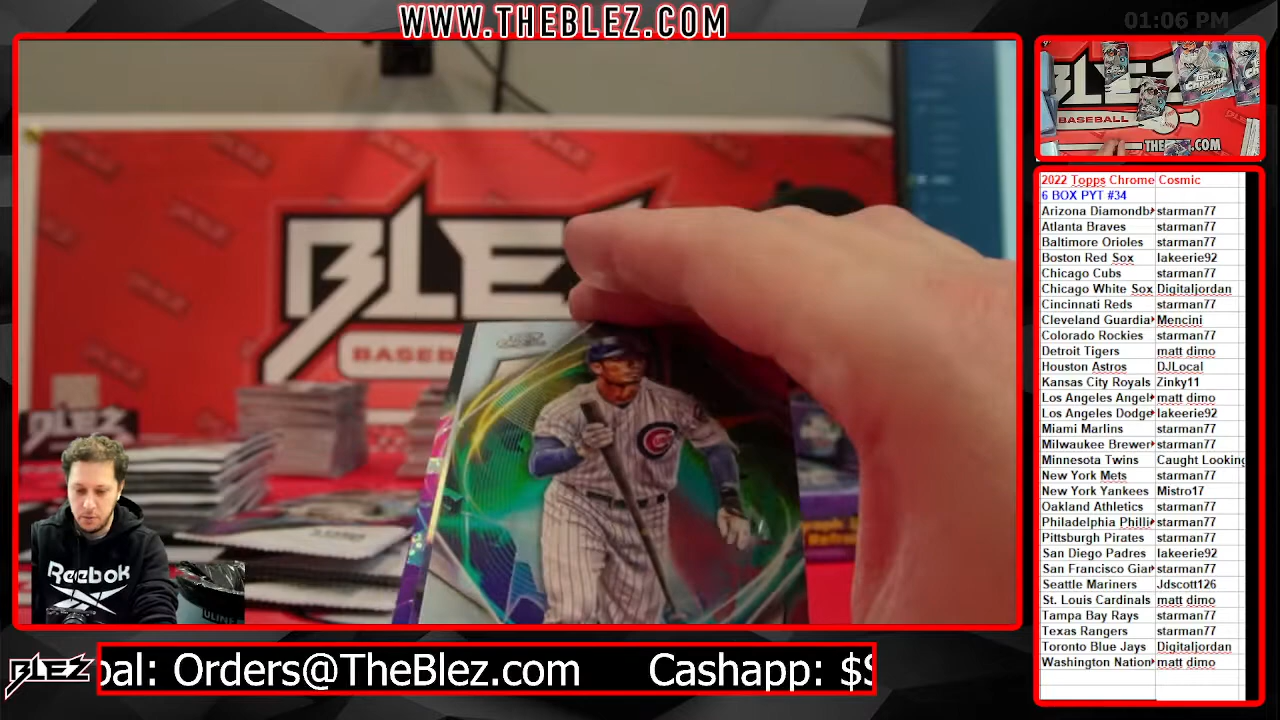 WWW.THEBLEZ.COM
01:06 PM
BLEZ
BASEBALL
THE
.COM
BLEZ
BASEB
Reebok
ULINE
2022 Topps Chrome Cosmic
6 BOX PYT #34
Arizona Diamondb starman77
Atlanta Braves starman77
Baltimore Orioles starman77
Boston Red Sox lakeerie92
Chicago Cubs starman77
Chicago White Sox Digitaljordan
Cincinnati Reds starman77
Cleveland Guardia Mencini
Colorado Rockies starman77
Detroit Tigers matt dimo
Houston Astros DJLocal
Kansas City Royals Zinky11
Los Angeles Angel matt dimo
Los Angeles Dodge lakeerie92
Miami Marlins starman77
Milwaukee Brewer starman77
Minnesota Twins Caught Looking
New York Mets starman77
New York Yankees Mistro17
Oakland Athletics starman77
Philadelphia Philli starman77
Pittsburgh Pirates starman77
San Diego Padres lakeerie92
San Francisco Gian starman77
Seattle Mariners Jdscott126
St. Louis Cardinals matt dimo
Tampa Bay Rays starman77
Texas Rangers starman77
Toronto Blue Jays Digitaljordan
Washington Nation matt dimo
BLEZ
pal: Orders@TheBlez.com Cashapp: $S